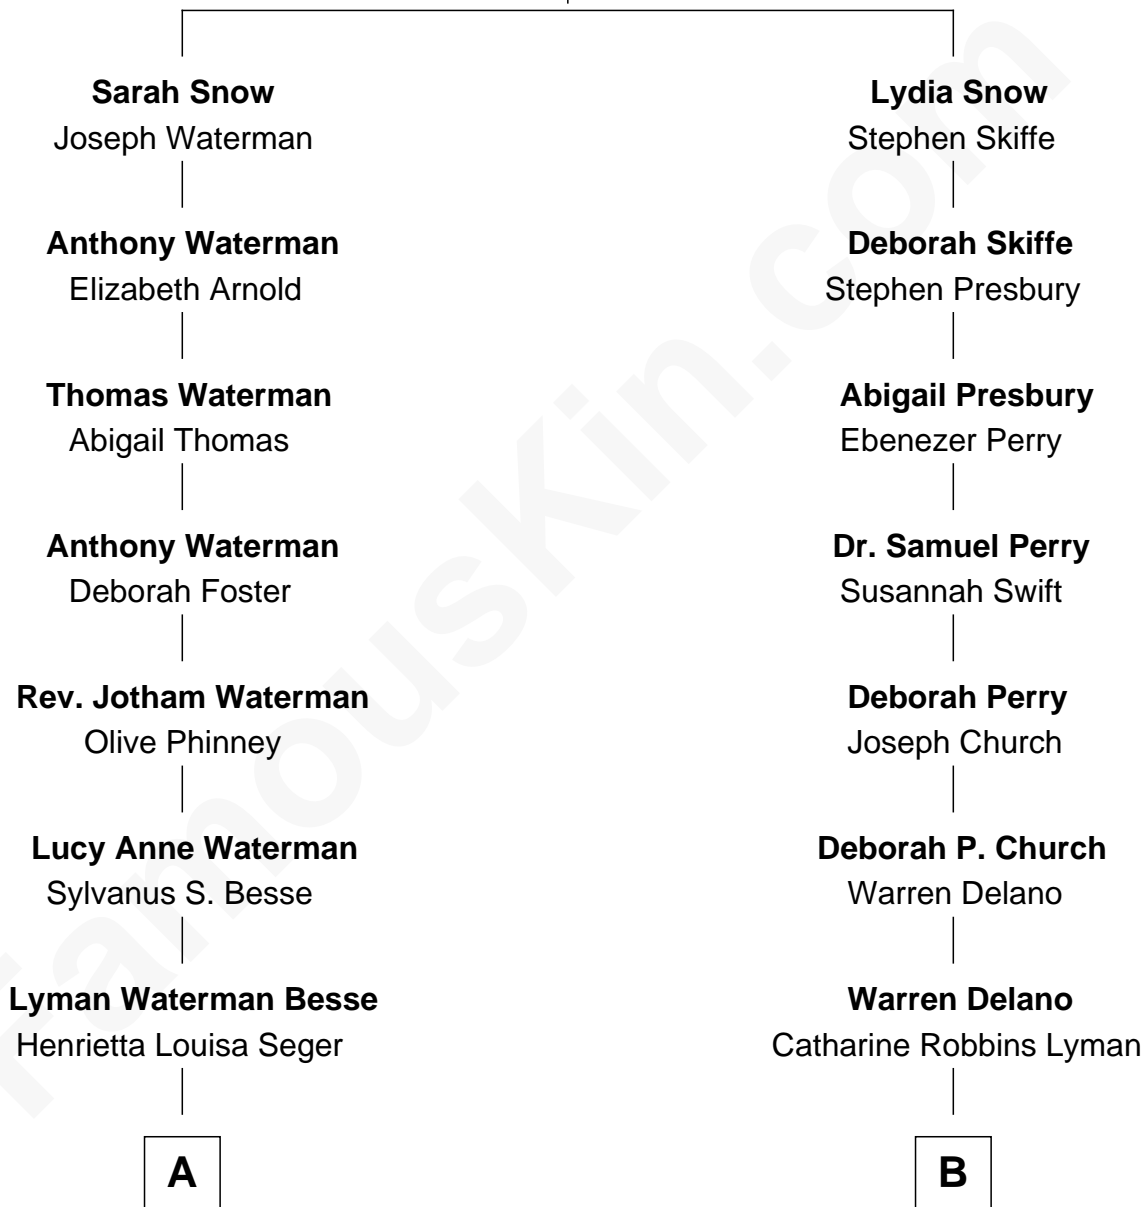 Sarah Snow
Joseph Waterman
Anthony Waterman
Elizabeth Arnold
Thomas Waterman
Abigail Thomas
Anthony Waterman
Deborah Foster
Rev. Jotham Waterman
Olive Phinney
Lucy Anne Waterman
Sylvanus S. Besse
Lyman Waterman Besse
Henrietta Louisa Seger
A
Lydia Snow
Stephen Skiffe
Deborah Skiffe
Stephen Presbury
Abigail Presbury
Ebenezer Perry
Dr. Samuel Perry
Susannah Swift
Deborah Perry
Joseph Church
Deborah P. Church
Warren Delano
Warren Delano
Catharine Robbins Lyman
B
FamousKin.com